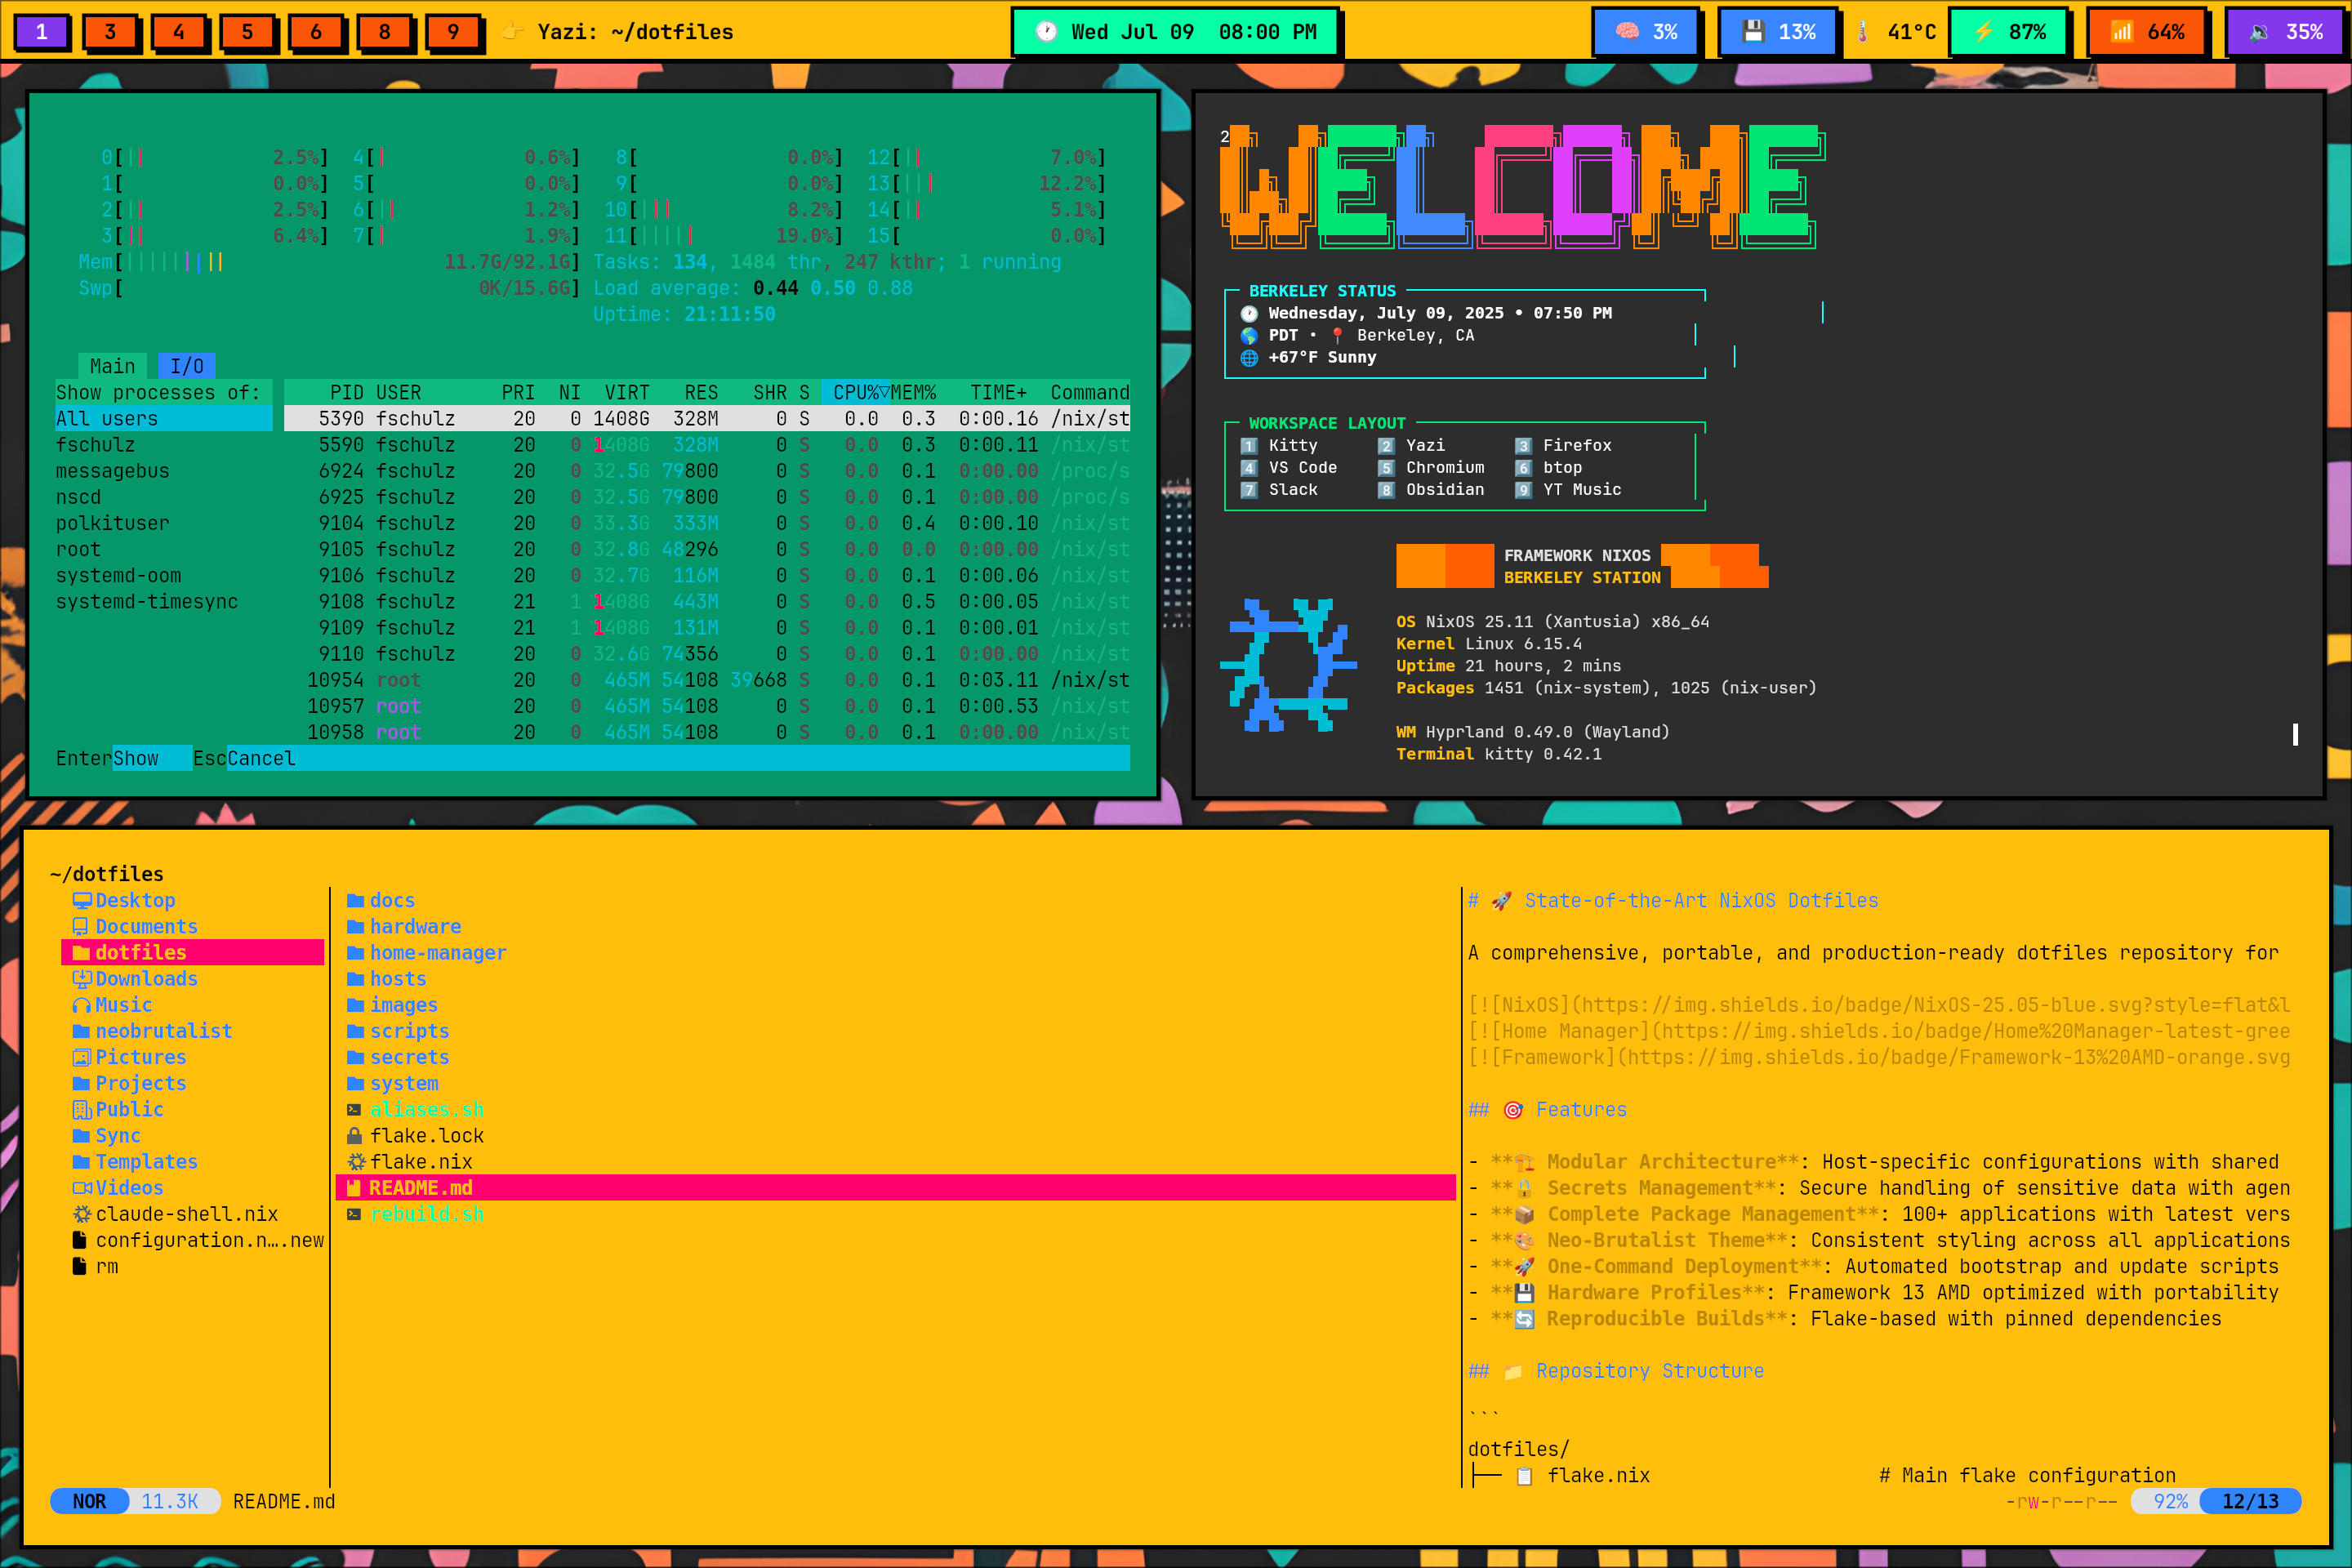 1 3 4 5 6 8 9 👉 Yazi: ~/dotfiles 🕐 Wed Jul 09 08:00 PM 🧠 3% 💾 13% 🌡️ 41°C ⚡ 87% 📶 64% 🔉 35%
0[|| 2.5%] 4[| 0.6%] 8[ 0.0%] 12[|| 7.0%]
1[ 0.0%] 5[ 0.0%] 9[ 0.0%] 13[||| 12.2%]
2[|| 2.5%] 6[|| 1.2%] 10[||| 8.2%] 14[|| 5.1%]
3[|| 6.4%] 7[| 1.9%] 11[||||| 19.0%] 15[ 0.0%]
Mem[||||||||| 11.7G/92.1G] Tasks: 134, 1484 thr, 247 kthr; 1 running
Swp[ 0K/15.6G] Load average: 0.44 0.50 0.88
Uptime: 21:11:50
Main I/O
Show processes of: PID USER PRI NI VIRT RES SHR S CPU%▽MEM% TIME+ Command
All users 5390 fschulz 20 0 1408G 328M 0 S 0.0 0.3 0:00.16 /nix/st
fschulz 5590 fschulz 20 0 1408G 328M 0 S 0.0 0.3 0:00.11 /nix/st
messagebus 6924 fschulz 20 0 32.5G 79800 0 S 0.0 0.1 0:00.00 /proc/s
nscd 6925 fschulz 20 0 32.5G 79800 0 S 0.0 0.1 0:00.00 /proc/s
polkituser 9104 fschulz 20 0 33.3G 333M 0 S 0.0 0.4 0:00.10 /nix/st
root 9105 fschulz 20 0 32.8G 48296 0 S 0.0 0.0 0:00.00 /nix/st
systemd-oom 9106 fschulz 20 0 32.7G 116M 0 S 0.0 0.1 0:00.06 /nix/st
systemd-timesync 9108 fschulz 21 1 1408G 443M 0 S 0.0 0.5 0:00.05 /nix/st
9109 fschulz 21 1 1408G 131M 0 S 0.0 0.1 0:00.01 /nix/st
9110 fschulz 20 0 32.6G 74356 0 S 0.0 0.1 0:00.00 /nix/st
10954 root 20 0 465M 54108 39668 S 0.0 0.1 0:03.11 /nix/st
10957 root 20 0 465M 54108 0 S 0.0 0.1 0:00.53 /nix/st
10958 root 20 0 465M 54108 0 S 0.0 0.1 0:00.00 /nix/st
EnterShow EscCancel
2
WELCOME
BERKELEY STATUS
🕐 Wednesday, July 09, 2025 • 07:50 PM
🌎 PDT • 📍 Berkeley, CA
🌐 +67°F Sunny
WORKSPACE LAYOUT
1️⃣ Kitty 2️⃣ Yazi 3️⃣ Firefox
4️⃣ VS Code 5️⃣ Chromium 6️⃣ btop
7️⃣ Slack 8️⃣ Obsidian 9️⃣ YT Music
FRAMEWORK NIXOS
BERKELEY STATION
OS NixOS 25.11 (Xantusia) x86_64
Kernel Linux 6.15.4
Uptime 21 hours, 2 mins
Packages 1451 (nix-system), 1025 (nix-user)
WM Hyprland 0.49.0 (Wayland)
Terminal kitty 0.42.1
~/dotfiles
Desktop
Documents
dotfiles
Downloads
Music
neobrutalist
Pictures
Projects
Public
Sync
Templates
Videos
claude-shell.nix
configuration.n….new
rm
docs
hardware
home-manager
hosts
images
scripts
secrets
system
aliases.sh
flake.lock
flake.nix
README.md
rebuild.sh
# 🚀 State-of-the-Art NixOS Dotfiles
A comprehensive, portable, and production-ready dotfiles repository for
[![NixOS](https://img.shields.io/badge/NixOS-25.05-blue.svg?style=flat&l
[![Home Manager](https://img.shields.io/badge/Home%20Manager-latest-gree
[![Framework](https://img.shields.io/badge/Framework-13%20AMD-orange.svg
## 🎯 Features
- **🏗️ Modular Architecture**: Host-specific configurations with shared
- **🔒 Secrets Management**: Secure handling of sensitive data with agen
- **📦 Complete Package Management**: 100+ applications with latest vers
- **🎨 Neo-Brutalist Theme**: Consistent styling across all applications
- **🚀 One-Command Deployment**: Automated bootstrap and update scripts
- **💾 Hardware Profiles**: Framework 13 AMD optimized with portability
- **🔄 Reproducible Builds**: Flake-based with pinned dependencies
## 📁 Repository Structure
```
dotfiles/
├── 📋 flake.nix # Main flake configuration
NOR 11.3K README.md -rw-r--r-- 92% 12/13